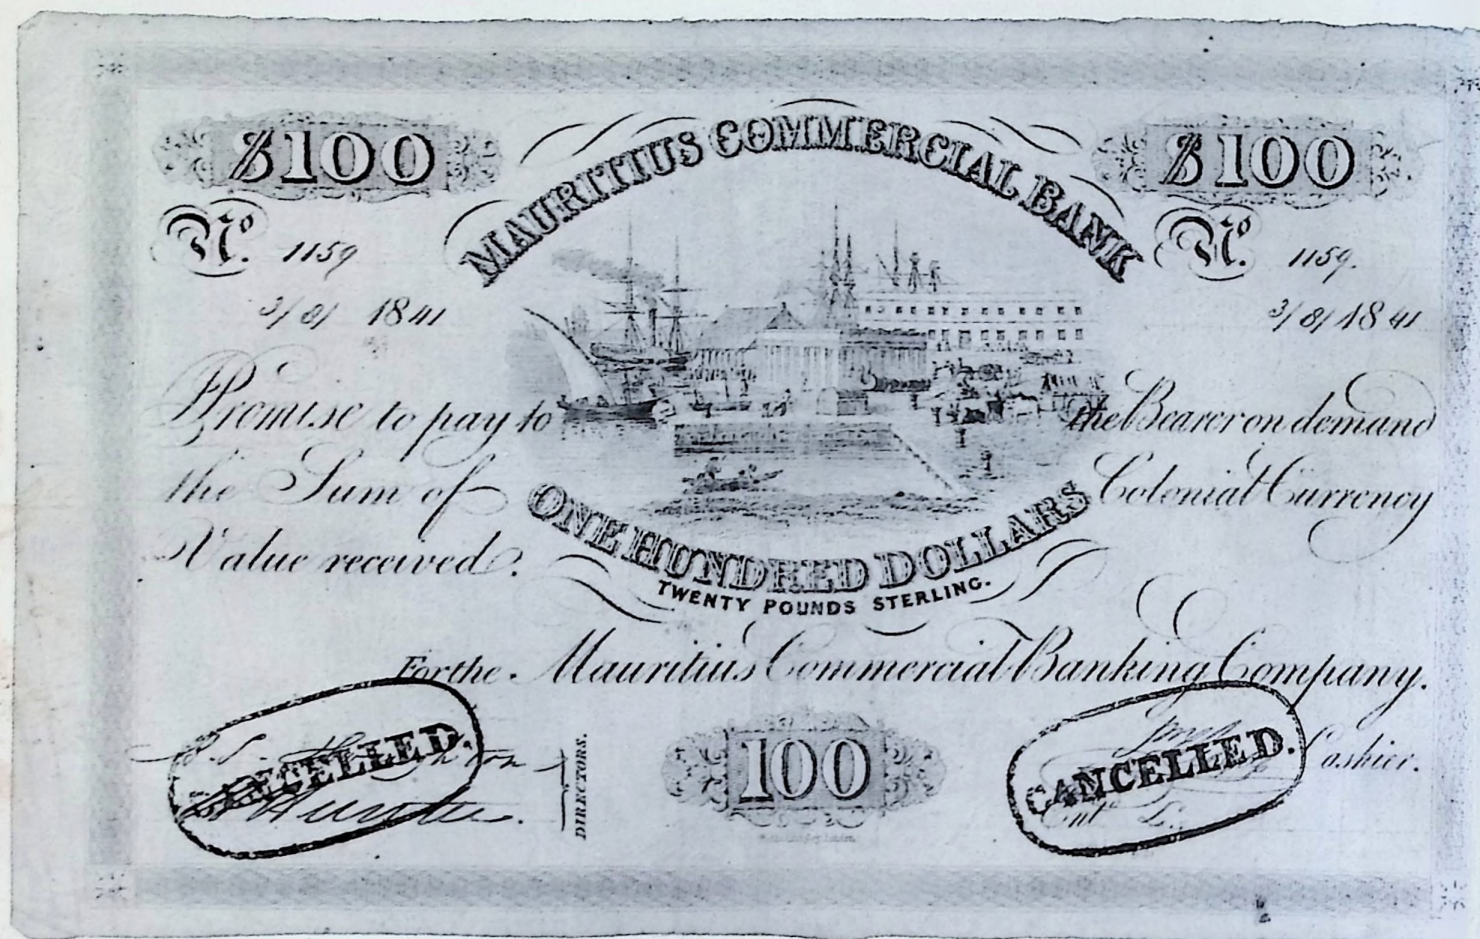 $100
MAURITIUS COMMERCIAL BANK
$100
No. 1159
No. 1159.
3/8/ 1841
3/8/ 1841
Promise to pay to the Bearer on demand
the Sum of ONE HUNDRED DOLLARS Colonial Currency
Value received.
TWENTY POUNDS STERLING.
For the Mauritius Commercial Banking Company.
CANCELLED.
DIRECTORS.
100
CANCELLED.
Cashier.
Hunter
Entd.